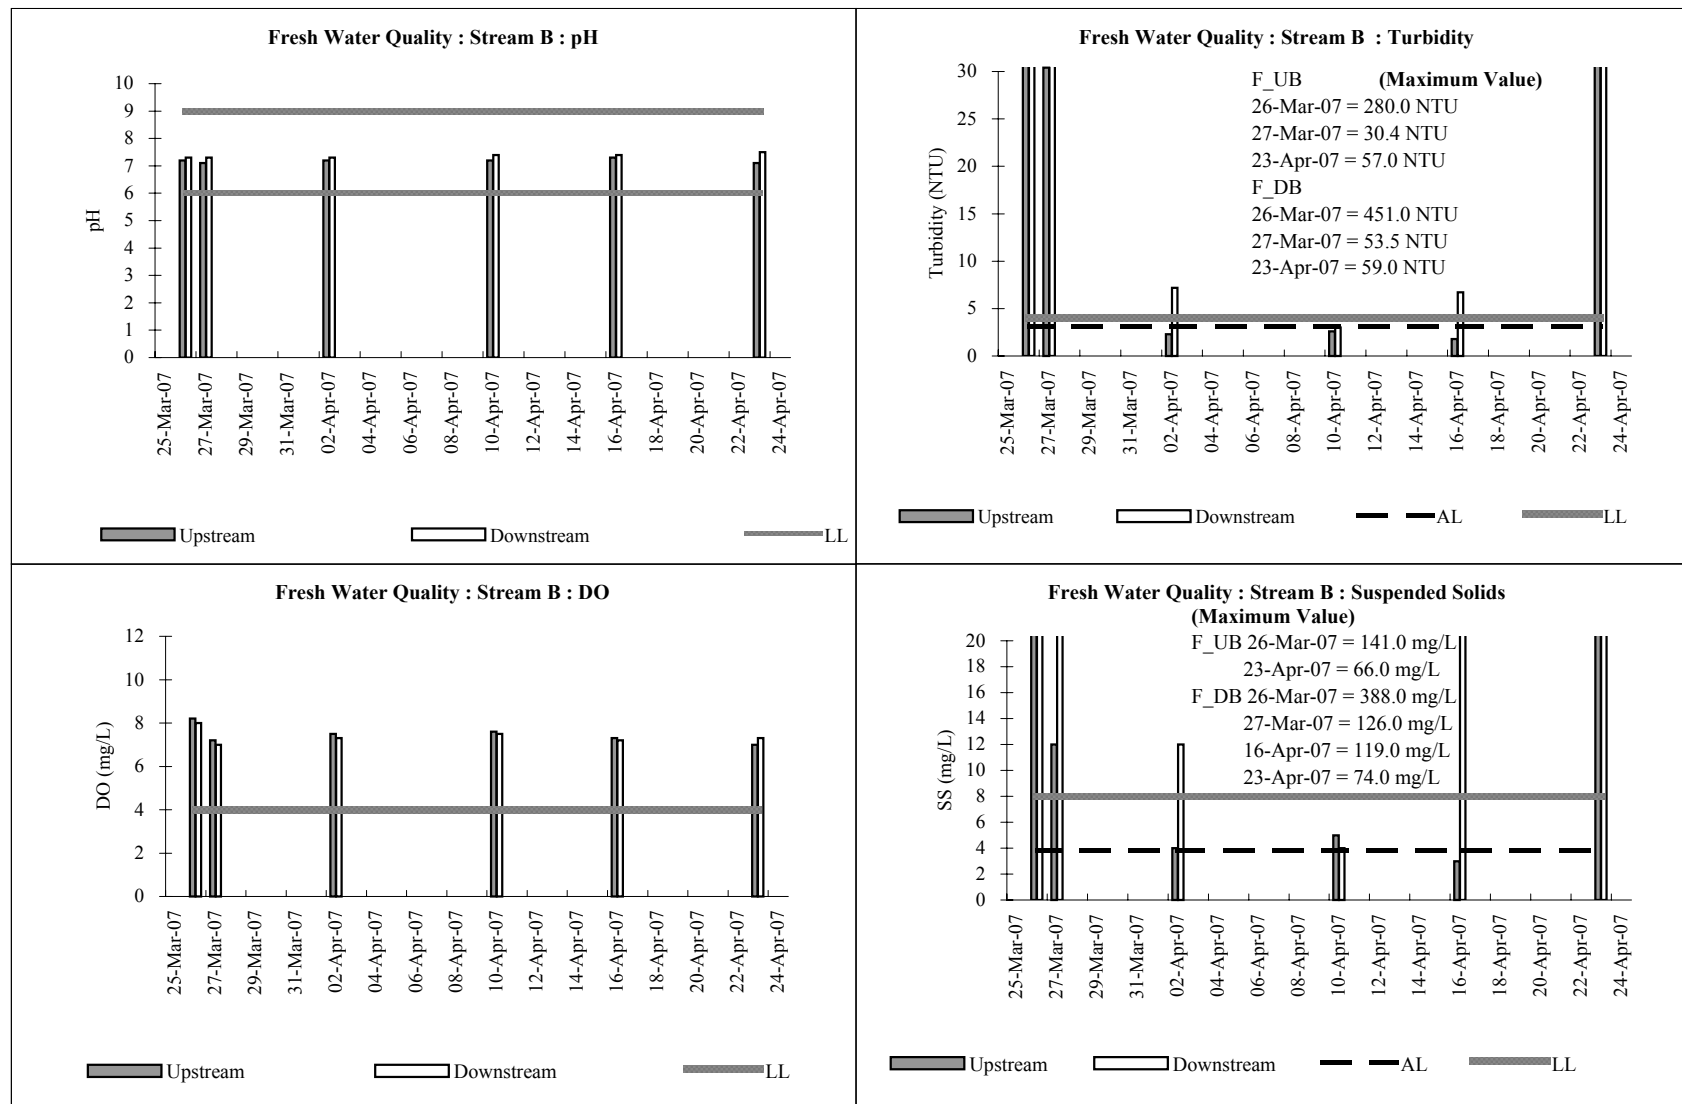 Fresh Water Quality : Stream B : pH
10
9
8
7
6
5
4
3
2
1
0
pH
25-Mar-07
27-Mar-07
29-Mar-07
31-Mar-07
02-Apr-07
04-Apr-07
06-Apr-07
08-Apr-07
10-Apr-07
12-Apr-07
14-Apr-07
16-Apr-07
18-Apr-07
20-Apr-07
22-Apr-07
24-Apr-07
Upstream Downstream LL
Fresh Water Quality : Stream B : Turbidity
30
25
20
15
10
5
0
Turbidity (NTU)
F_UB (Maximum Value)
26-Mar-07 = 280.0 NTU
27-Mar-07 = 30.4 NTU
23-Apr-07 = 57.0 NTU
F_DB
26-Mar-07 = 451.0 NTU
27-Mar-07 = 53.5 NTU
23-Apr-07 = 59.0 NTU
25-Mar-07
27-Mar-07
29-Mar-07
31-Mar-07
02-Apr-07
04-Apr-07
06-Apr-07
08-Apr-07
10-Apr-07
12-Apr-07
14-Apr-07
16-Apr-07
18-Apr-07
20-Apr-07
22-Apr-07
24-Apr-07
Upstream Downstream AL LL
Fresh Water Quality : Stream B : DO
12
10
8
6
4
2
0
DO (mg/L)
25-Mar-07
27-Mar-07
29-Mar-07
31-Mar-07
02-Apr-07
04-Apr-07
06-Apr-07
08-Apr-07
10-Apr-07
12-Apr-07
14-Apr-07
16-Apr-07
18-Apr-07
20-Apr-07
22-Apr-07
24-Apr-07
Upstream Downstream LL
Fresh Water Quality : Stream B : Suspended Solids
(Maximum Value)
20
18
16
14
12
10
8
6
4
2
0
SS (mg/L)
F_UB 26-Mar-07 = 141.0 mg/L
23-Apr-07 = 66.0 mg/L
F_DB 26-Mar-07 = 388.0 mg/L
27-Mar-07 = 126.0 mg/L
16-Apr-07 = 119.0 mg/L
23-Apr-07 = 74.0 mg/L
25-Mar-07
27-Mar-07
29-Mar-07
31-Mar-07
02-Apr-07
04-Apr-07
06-Apr-07
08-Apr-07
10-Apr-07
12-Apr-07
14-Apr-07
16-Apr-07
18-Apr-07
20-Apr-07
22-Apr-07
24-Apr-07
Upstream Downstream AL LL